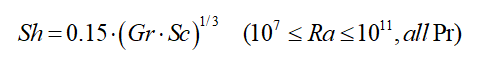 Sh = 0.15·(Gr·Sc)^{1/3} (10^7 ≤ Ra ≤ 10^{11}, all Pr)